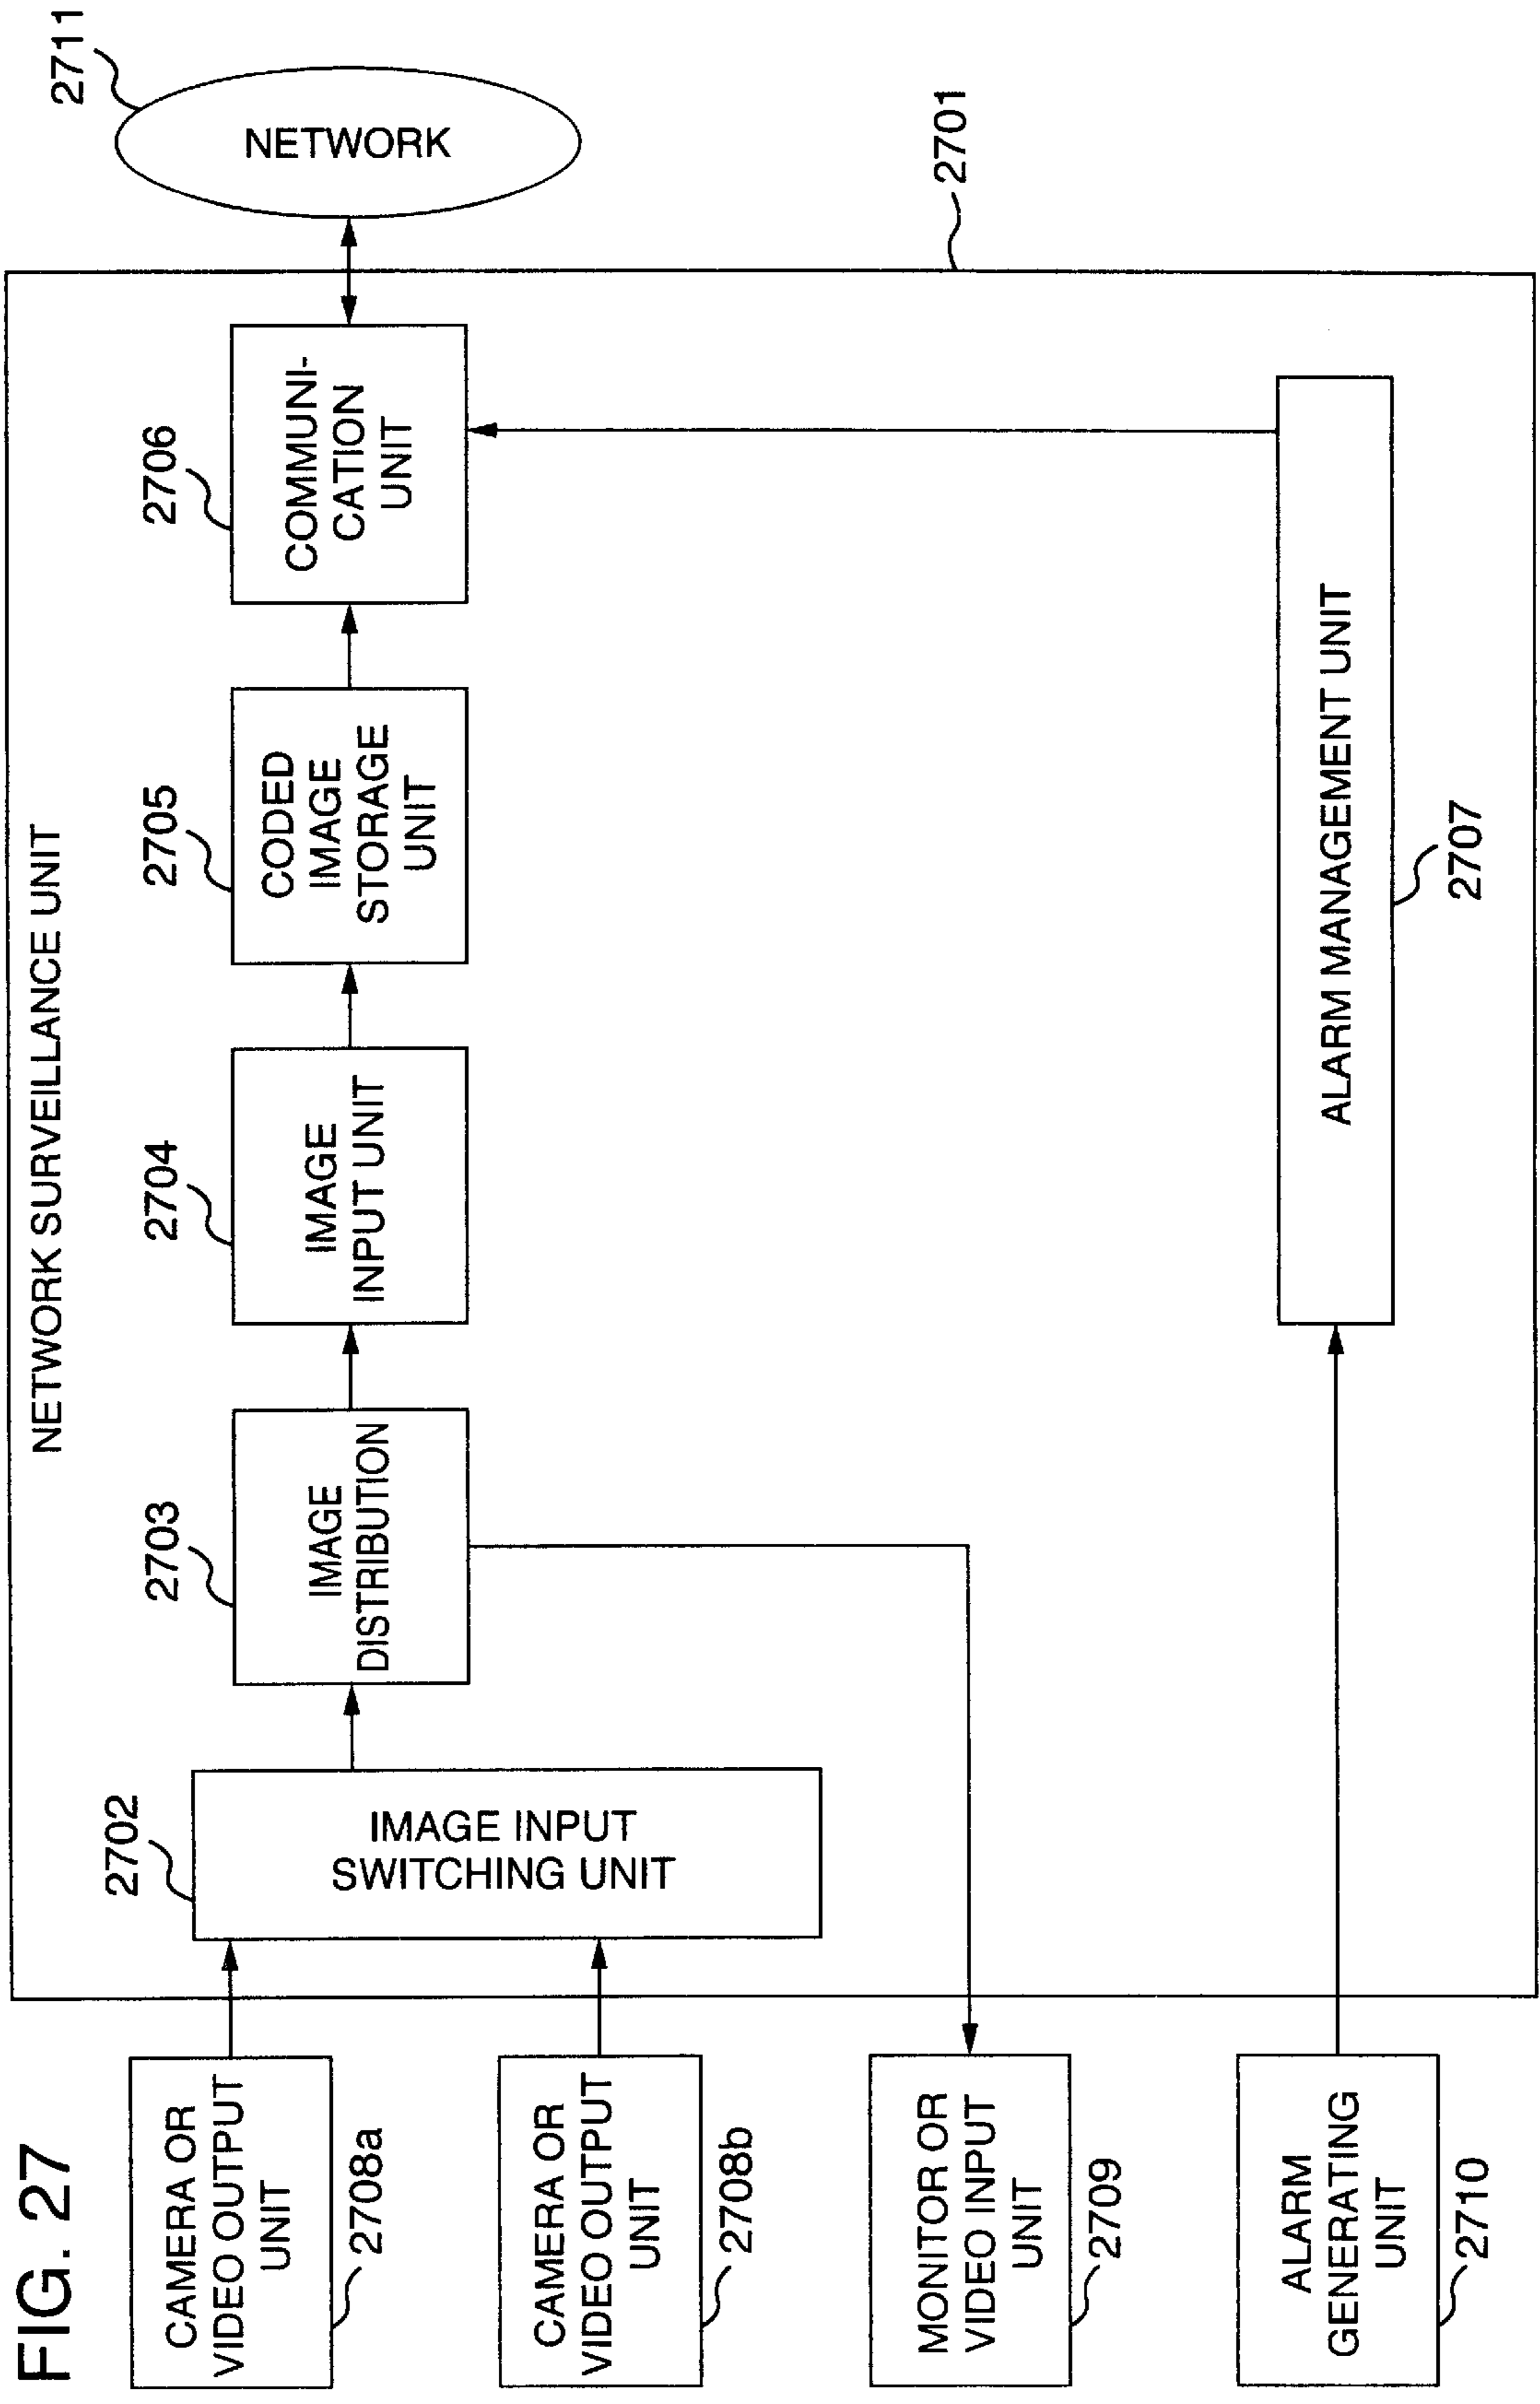 FIG. 27
NETWORK SURVEILLANCE UNIT
2701
CAMERA OR
VIDEO OUTPUT
UNIT
2708a
CAMERA OR
VIDEO OUTPUT
UNIT
2708b
MONITOR OR
VIDEO INPUT
UNIT
2709
ALARM
GENERATING
UNIT
2710
2702
IMAGE INPUT
SWITCHING UNIT
2703
IMAGE
DISTRIBUTION
2704
IMAGE
INPUT UNIT
2705
CODED
IMAGE
STORAGE
UNIT
2706
COMMUNI-
CATION
UNIT
2711
NETWORK
ALARM MANAGEMENT UNIT
2707